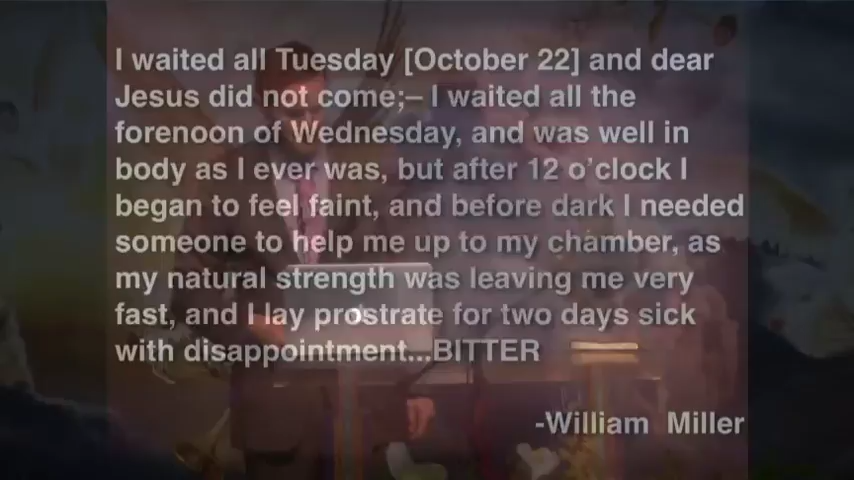 I waited all Tuesday [October 22] and dear
Jesus did not come;– I waited all the
forenoon of Wednesday, and was well in
body as I ever was, but after 12 o'clock I
began to feel faint, and before dark I needed
someone to help me up to my chamber, as
my natural strength was leaving me very
fast, and I lay prostrate for two days sick
with disappointment...BITTER
-William Miller